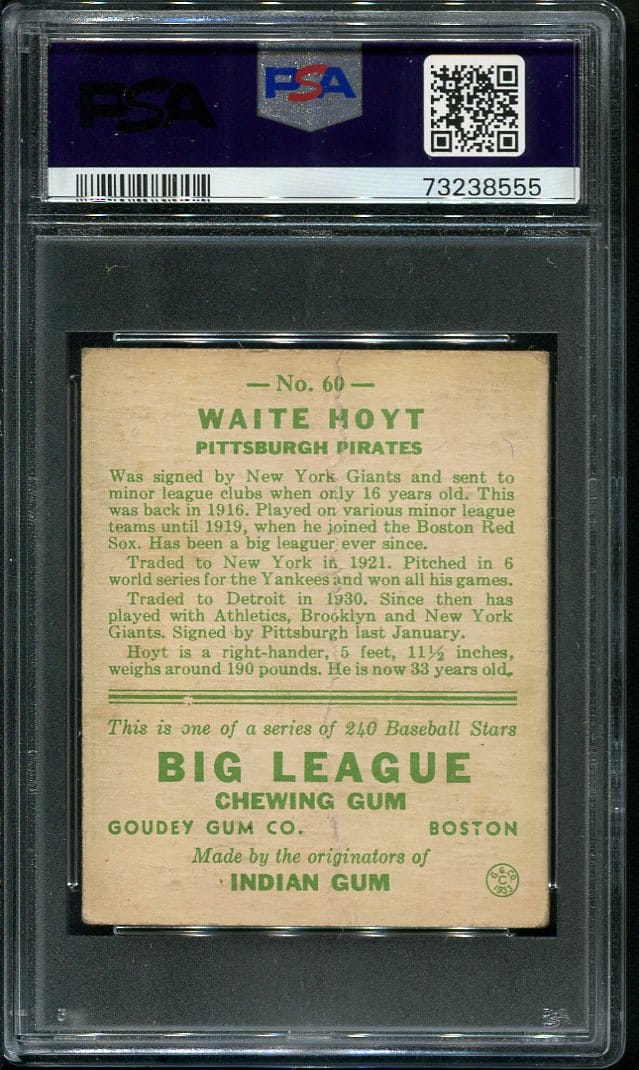 PSA PSA
73238555
— No. 60 —
WAITE HOYT
PITTSBURGH PIRATES
Was signed by New York Giants and sent to
minor league clubs when only 16 years old. This
was back in 1916. Played on various minor league
teams until 1919, when he joined the Boston Red
Sox. Has been a big leaguer ever since.
Traded to New York in 1921. Pitched in 6
world series for the Yankees and won all his games.
Traded to Detroit in 1930. Since then has
played with Athletics, Brooklyn and New York
Giants. Signed by Pittsburgh last January.
Hoyt is a right-hander, 5 feet, 11½ inches,
weighs around 190 pounds. He is now 33 years old.
This is one of a series of 240 Baseball Stars
BIG LEAGUE
CHEWING GUM
GOUDEY GUM CO. BOSTON
Made by the originators of
INDIAN GUM
G. G. CO.
C
1933
PSA